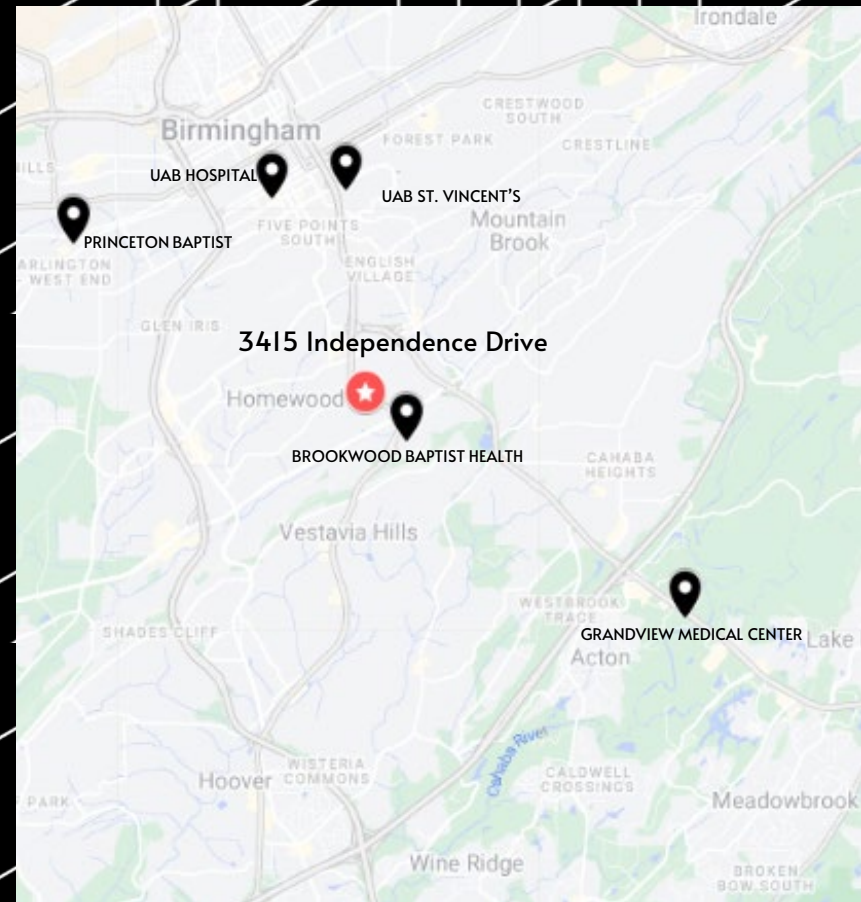 Irondale
CRESTWOOD
SOUTH
Birmingham
FOREST PARK
CRESTLINE
UAB HOSPITAL
UAB ST. VINCENT'S
PRINCETON BAPTIST
FIVE POINTS
SOUTH
Mountain
Brook
ARLINGTON
- WEST END
ENGLISH
VILLAGE
GLEN IRIS
3415 Independence Drive
Homewood
BROOKWOOD BAPTIST HEALTH
CAHABA
HEIGHTS
Vestavia Hills
WESTBROOK
TRACE
SHADES CLIFF
GRANDVIEW MEDICAL CENTER
Lake
Acton
Cahaba River
WISTERIA
COMMONS
Hoover
CALDWELL
CROSSINGS
PARK
Meadowbrook
Wine Ridge
BROKEN
BOW SOUTH